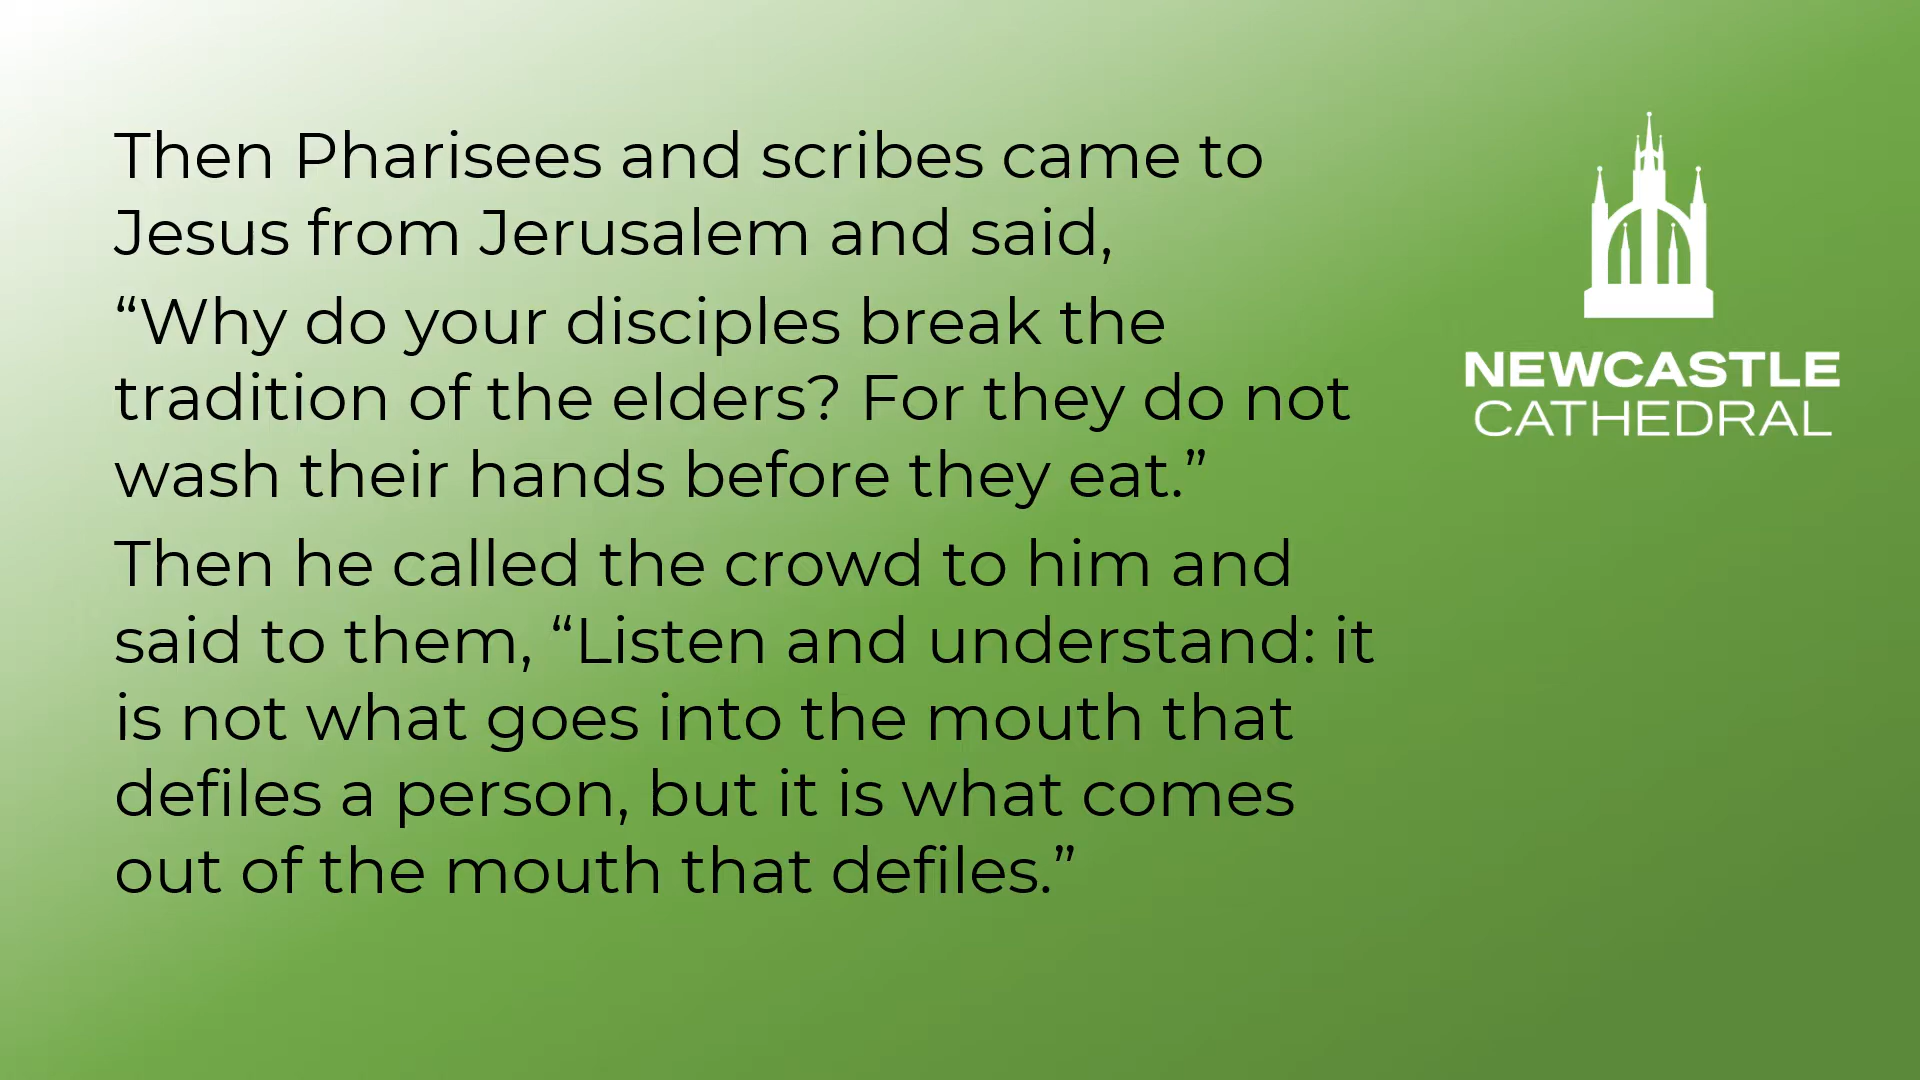 Then Pharisees and scribes came to
Jesus from Jerusalem and said,
“Why do your disciples break the
tradition of the elders? For they do not
wash their hands before they eat.”
Then he called the crowd to him and
said to them, “Listen and understand: it
is not what goes into the mouth that
defiles a person, but it is what comes
out of the mouth that defiles.”
NEWCASTLE
CATHEDRAL